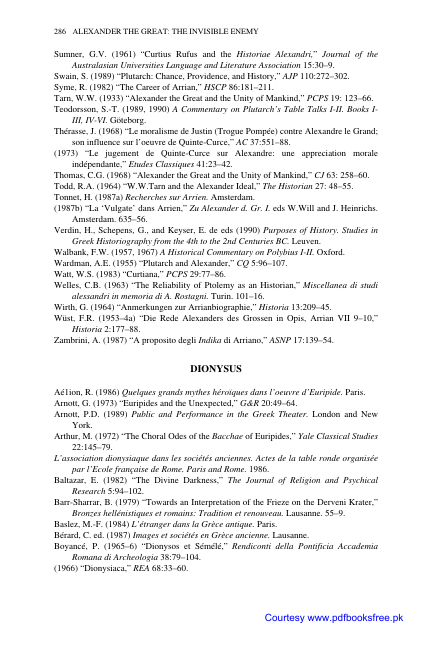 286 ALEXANDER THE GREAT: THE INVISIBLE ENEMY
Sumner, G.V. (1961) “Curtius Rufus and the Historiae Alexandri,” Journal of the
Australasian Universities Language and Literature Association 15:30–9.
Swain, S. (1989) “Plutarch: Chance, Providence, and History,” AJP 110:272–302.
Syme, R. (1982) “The Career of Arrian,” HSCP 86:181–211.
Tarn, W.W. (1933) “Alexander the Great and the Unity of Mankind,” PCPS 19: 123–66.
Teodorsson, S.-T. (1989, 1990) A Commentary on Plutarch’s Table Talks I-II. Books I-
III, IV-VI. Göteborg.
Thérasse, J. (1968) “Le moralisme de Justin (Trogue Pompée) contre Alexandre le Grand;
son influence sur l’oeuvre de Quinte-Curce,” AC 37:551–88.
(1973) “Le jugement de Quinte-Curce sur Alexandre: une appreciation morale
indépendante,” Etudes Classiques 41:23–42.
Thomas, C.G. (1968) “Alexander the Great and the Unity of Mankind,” CJ 63: 258–60.
Todd, R.A. (1964) “W.W.Tarn and the Alexander Ideal,” The Historian 27: 48–55.
Tonnet, H. (1987a) Recherches sur Arrien. Amsterdam.
(1987b) “La ‘Vulgate’ dans Arrien,” Zu Alexander d. Gr. I. eds W.Will and J. Heinrichs.
Amsterdam. 635–56.
Verdin, H., Schepens, G., and Keyser, E. de eds (1990) Purposes of History. Studies in
Greek Historiography from the 4th to the 2nd Centuries BC. Leuven.
Walbank, F.W. (1957, 1967) A Historical Commentary on Polybius I-II. Oxford.
Wardman, A.E. (1955) “Plutarch and Alexander,” CQ 5:96–107.
Watt, W.S. (1983) “Curtiana,” PCPS 29:77–86.
Welles, C.B. (1963) “The Reliability of Ptolemy as an Historian,” Miscellanea di studi
alessandri in memoria di A. Rostagni. Turin. 101–16.
Wirth, G. (1964) “Anmerkungen zur Arrianbiographie,” Historia 13:209–45.
Wüst, F.R. (1953–4a) “Die Rede Alexanders des Grossen in Opis, Arrian VII 9–10,”
Historia 2:177–88.
Zambrini, A. (1987) “A proposito degli Indika di Arriano,” ASNP 17:139–54.
DIONYSUS
Aélion, R. (1986) Quelques grands mythes héroiques dans l’oeuvre d’Euripide. Paris.
Arnott, G. (1973) “Euripides and the Unexpected,” G&R 20:49–64.
Arnott, P.D. (1989) Public and Performance in the Greek Theater. London and New
York.
Arthur, M. (1972) “The Choral Odes of the Bacchae of Euripides,” Yale Classical Studies
22:145–79.
L’association dionysiaque dans les sociétés anciennes. Actes de la table ronde organisée
par l’Ecole française de Rome. Paris and Rome. 1986.
Baltazar, E. (1982) “The Divine Darkness,” The Journal of Religion and Psychical
Research 5:94–102.
Barr-Sharrar, B. (1979) “Towards an Interpretation of the Frieze on the Derveni Krater,”
Bronzes hellénistiques et romains: Tradition et renouveau. Lausanne. 55–9.
Baslez, M.-F. (1984) L’étranger dans la Grèce antique. Paris.
Bérard, C. ed. (1987) Images et sociétés en Grèce ancienne. Lausanne.
Boyancé, P. (1965–6) “Dionysos et Sémélé,” Rendiconti della Pontificia Accademia
Romana di Archeologia 38:79–104.
(1966) “Dionysiaca,” REA 68:33–60.
Courtesy www.pdfbooksfree.pk